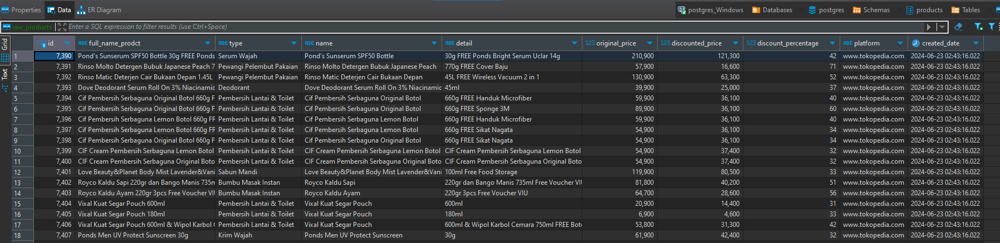 Properties Data ER Diagram postgres_Windows Databases postgres Schemas products Tables
raw_products Enter a SQL expression to filter results (use Ctrl+Space)
Grid
Text
id full_name_prodct type name detail original_price discounted_price discount_percentage platform created_date
1 7,390 Pond's Sunserum SPF50 Bottle 30g FREE Ponds Serum Wajah Pond's Sunserum SPF50 Bottle 30g FREE Ponds Bright Serum Uclar 14g 210,900 121,300 42 www.tokopedia.com 2024-06-23 02:43:16.022
2 7,391 Rinso Molto Detergen Bubuk Japanese Peach 7 Pewangi Pelembut Pakaian Rinso Molto Detergen Bubuk Japanese Peach 770g FREE Cover Baju 57,900 16,600 71 www.tokopedia.com 2024-06-23 02:43:16.022
3 7,392 Rinso Matic Deterjen Cair Bukaan Depan 1.45L Pewangi Pelembut Pakaian Rinso Matic Deterjen Cair Bukaan Depan 45L FREE Wireless Vacuum 2 in 1 130,900 63,300 52 www.tokopedia.com 2024-06-23 02:43:16.022
4 7,393 Dove Deodorant Serum Roll On 3% Niacinamid Deodorant Dove Deodorant Serum Roll On 3% Niacinamid 45ml 39,900 25,000 37 www.tokopedia.com 2024-06-23 02:43:16.022
5 7,394 Cif Pembersih Serbaguna Original Botol 660g F Pembersih Lantai & Toilet Cif Pembersih Serbaguna Original Botol 660g FREE Handuk Microfiber 59,900 36,100 40 www.tokopedia.com 2024-06-23 02:43:16.022
6 7,395 Cif Pembersih Serbaguna Original Botol 660g F Pembersih Lantai & Toilet Cif Pembersih Serbaguna Original Botol 660g FREE Sponge 3M 89,900 36,100 60 www.tokopedia.com 2024-06-23 02:43:16.022
7 7,396 Cif Pembersih Serbaguna Lemon Botol 660g FR Pembersih Lantai & Toilet Cif Pembersih Serbaguna Lemon Botol 660g FREE Handuk Microfiber 59,900 36,100 40 www.tokopedia.com 2024-06-23 02:43:16.022
8 7,397 Cif Pembersih Serbaguna Lemon Botol 660g FR Pembersih Lantai & Toilet Cif Pembersih Serbaguna Lemon Botol 660g FREE Sikat Nagata 54,900 36,100 34 www.tokopedia.com 2024-06-23 02:43:16.022
9 7,398 Cif Pembersih Serbaguna Original Botol 660g F Pembersih Lantai & Toilet Cif Pembersih Serbaguna Original Botol 660g FREE Sikat Nagata 54,900 36,100 34 www.tokopedia.com 2024-06-23 02:43:16.022
10 7,399 CIF Cream Pembersih Serbaguna Lemon Botol Pembersih Lantai & Toilet CIF Cream Pembersih Serbaguna Lemon Botol CIF Cream Pembersih Serbaguna Lemon Botol 54,900 37,400 32 www.tokopedia.com 2024-06-23 02:43:16.022
11 7,400 CIF Cream Pembersih Serbaguna Original Boto Pembersih Lantai & Toilet CIF Cream Pembersih Serbaguna Original Boto CIF Cream Pembersih Serbaguna Original Boto 54,900 37,400 32 www.tokopedia.com 2024-06-23 02:43:16.022
12 7,401 Love Beauty&Planet Body Mist Lavender&Vani Sabun Mandi Love Beauty&Planet Body Mist Lavender&Vani 100ml Free Food Storage 119,900 80,500 33 www.tokopedia.com 2024-06-23 02:43:16.022
13 7,402 Royco Kaldu Sapi 220gr dan Bango Manis 735m Bumbu Masak Instan Royco Kaldu Sapi 220gr dan Bango Manis 735ml Free Voucher VIU 81,800 40,200 51 www.tokopedia.com 2024-06-23 02:43:16.022
14 7,403 Royco Kaldu Ayam 220gr 3pcs Free Voucher VIU Bumbu Masak Instan Royco Kaldu Ayam 220gr 3pcs Free Voucher VIU 64,700 28,600 56 www.tokopedia.com 2024-06-23 02:43:16.022
15 7,404 Vixal Kuat Segar Pouch 600ml Pembersih Lantai & Toilet Vixal Kuat Segar Pouch 600ml 20,900 14,400 31 www.tokopedia.com 2024-06-23 02:43:16.022
16 7,405 Vixal Kuat Segar Pouch 180ml Pembersih Lantai & Toilet Vixal Kuat Segar Pouch 180ml 6,900 4,600 33 www.tokopedia.com 2024-06-23 02:43:16.022
17 7,406 Vixal Kuat Segar Pouch 600ml & Wipol Karbol C Pembersih Lantai & Toilet Vixal Kuat Segar Pouch 600ml & Wipol Karbol Cemara 750ml FREE Bot 53,800 31,300 42 www.tokopedia.com 2024-06-23 02:43:16.022
18 7,407 Ponds Men UV Protect Sunscreen 30g Krim Wajah Ponds Men UV Protect Sunscreen 30g 61,900 42,400 32 www.tokopedia.com 2024-06-23 02:43:16.022